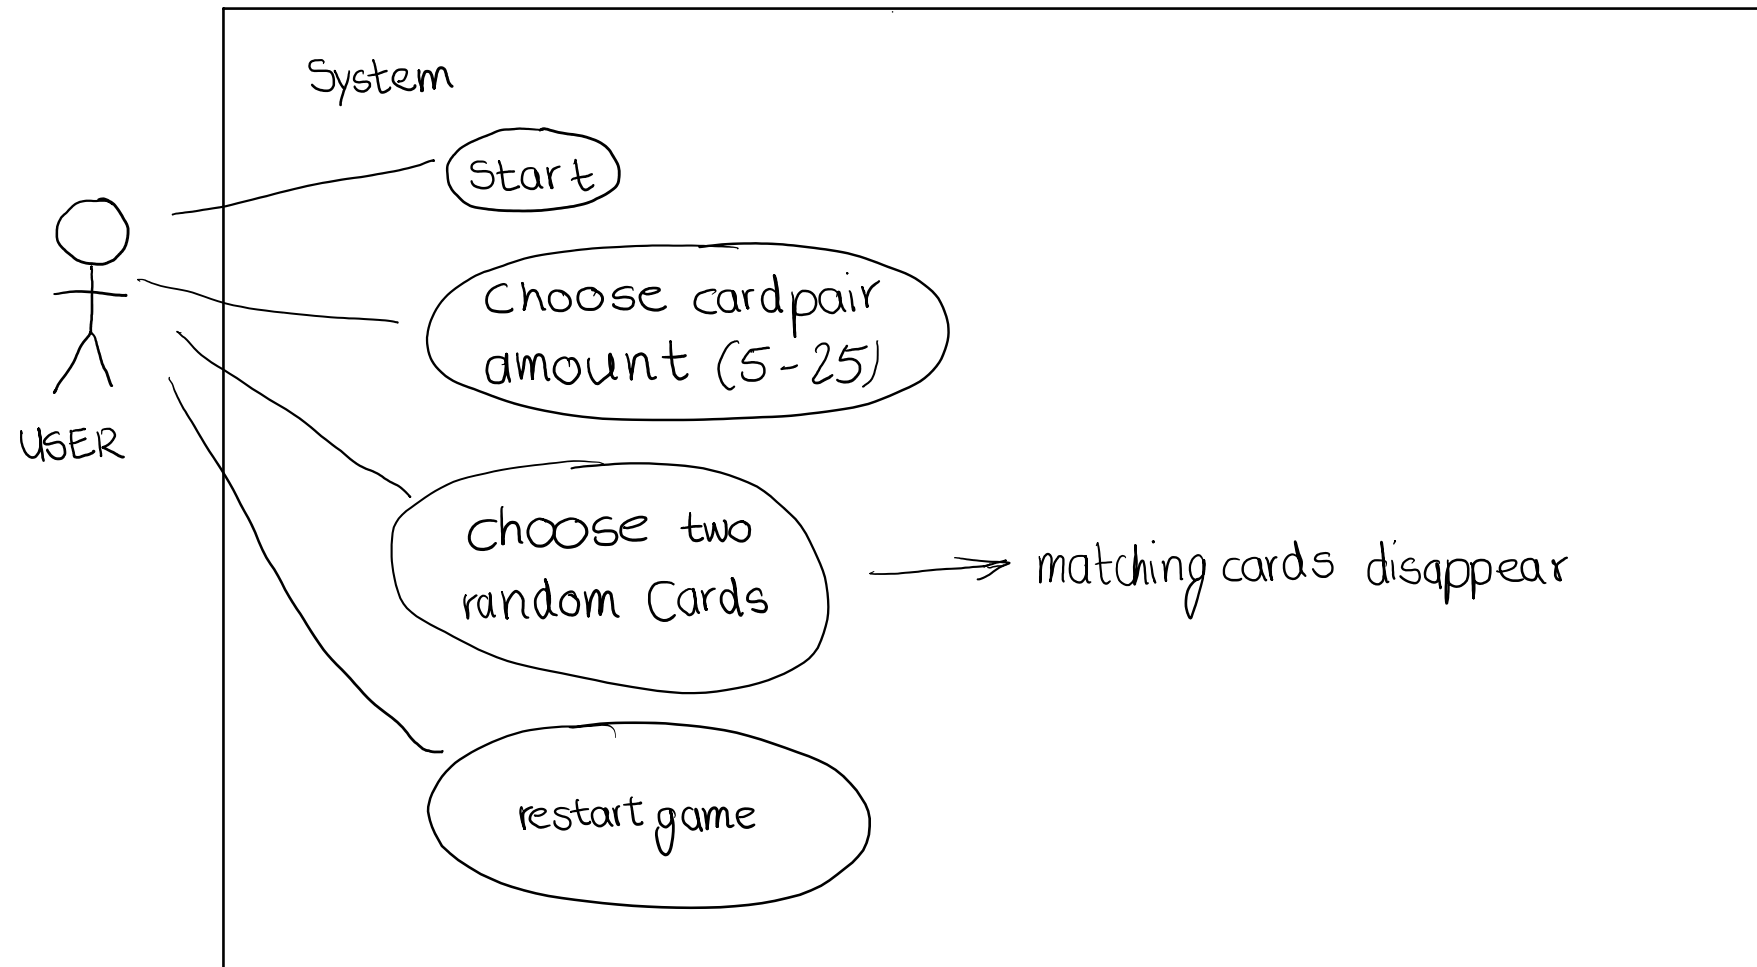 System
Start
USER
Choose cardpair
amount (5-25)
choose two
random Cards
matching cards disappear
restart game